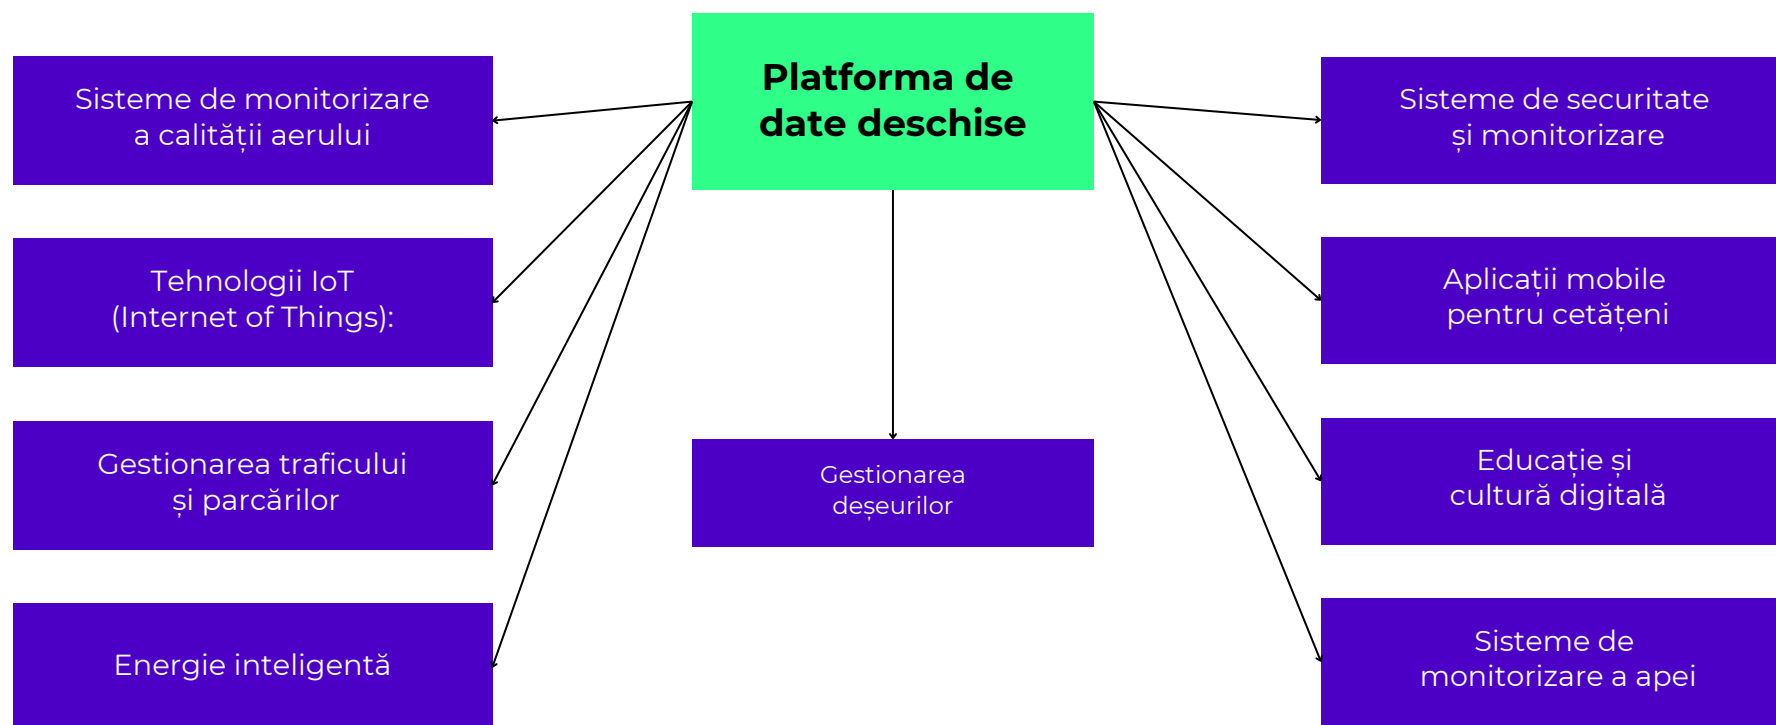 Platforma de
date deschise
Sisteme de monitorizare
a calității aerului
Tehnologii IoT
(Internet of Things):
Gestionarea traficului
și parcărilor
Energie inteligentă
Gestionarea
deșeurilor
Sisteme de securitate
și monitorizare
Aplicații mobile
pentru cetățeni
Educație și
cultură digitală
Sisteme de
monitorizare a apei